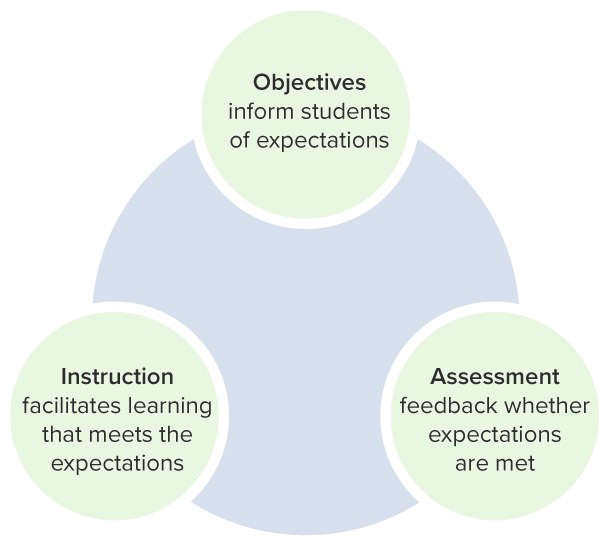 Objectives
inform students
of expectations
Instruction
facilitates learning
that meets the
expectations
Assessment
feedback whether
expectations
are met